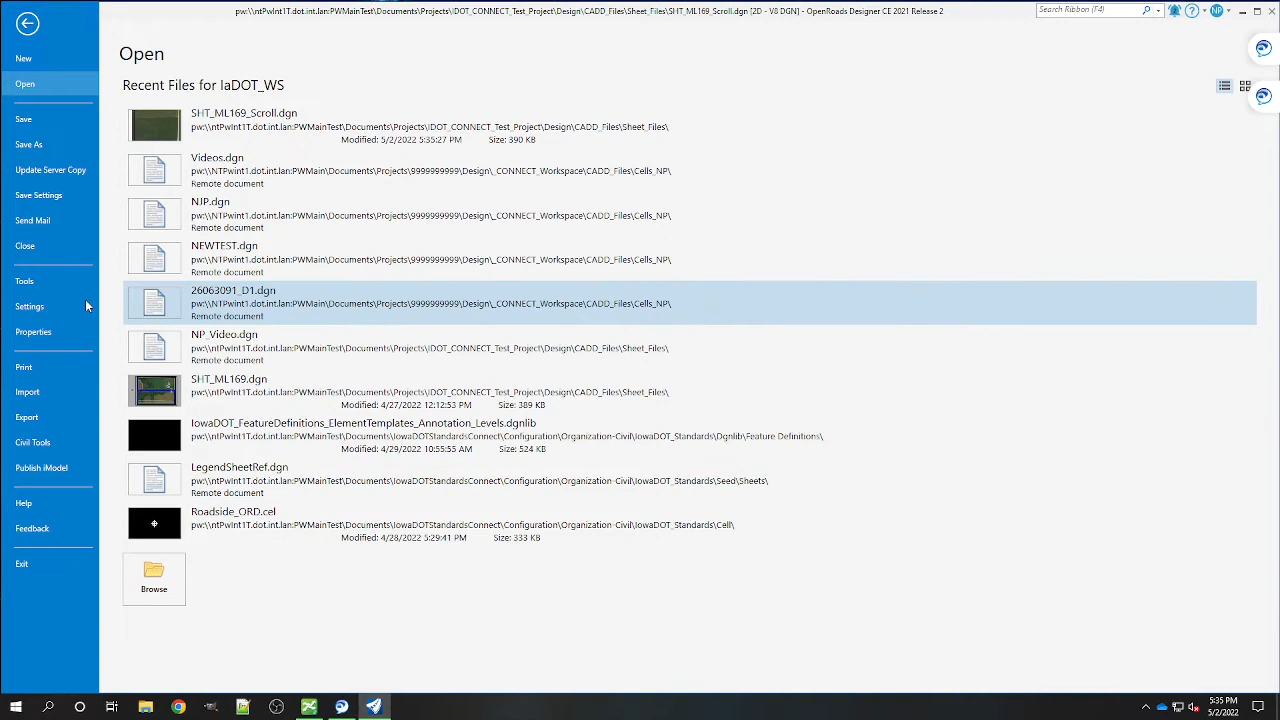 pw:\\ntPwInt1T.dot.int.lan:PWMainTest\Documents\Projects\IDOT_CONNECT_Test_Project\Design\CADD_Files\Sheet_Files\SHT_ML169_Scroll.dgn [2D - V8 DGN] - OpenRoads Designer CE 2021 Release 2
Search Ribbon (F4)
NP
New
Open
Save
Save As
Update Server Copy
Save Settings
Send Mail
Close
Tools
Settings
Properties
Print
Import
Export
Civil Tools
Publish iModel
Help
Feedback
Exit
Open
Recent Files for IaDOT_WS
SHT_ML169_Scroll.dgn
pw:\\ntPwInt1T.dot.int.lan:PWMainTest\Documents\Projects\IDOT_CONNECT_Test_Project\Design\CADD_Files\Sheet_Files\
Modified: 5/2/2022 5:35:27 PM Size: 390 KB
Videos.dgn
pw:\\NTPwint1.dot.int.lan:PWMain\Documents\Projects\9999999999\Design\_CONNECT_Workspace\CADD_Files\Cells_NP\
Remote document
NJP.dgn
pw:\\NTPwint1.dot.int.lan:PWMain\Documents\Projects\9999999999\Design\_CONNECT_Workspace\CADD_Files\Cells_NP\
Remote document
NEWTEST.dgn
pw:\\NTPwint1.dot.int.lan:PWMain\Documents\Projects\9999999999\Design\_CONNECT_Workspace\CADD_Files\Cells_NP\
Remote document
26063091_D1.dgn
pw:\\NTPwint1.dot.int.lan:PWMain\Documents\Projects\9999999999\Design\_CONNECT_Workspace\CADD_Files\Cells_NP\
Remote document
NP_Video.dgn
pw:\\ntPwInt1T.dot.int.lan:PWMainTest\Documents\Projects\IDOT_CONNECT_Test_Project\Design\CADD_Files\Sheet_Files\
Remote document
SHT_ML169.dgn
pw:\\ntPwInt1T.dot.int.lan:PWMainTest\Documents\Projects\IDOT_CONNECT_Test_Project\Design\CADD_Files\Sheet_Files\
Modified: 4/27/2022 12:12:53 PM Size: 389 KB
IowaDOT_FeatureDefinitions_ElementTemplates_Annotation_Levels.dgnlib
pw:\\ntPwInt1T.dot.int.lan:PWMainTest\Documents\IowaDOTStandardsConnect\Configuration\Organization-Civil\IowaDOT_Standards\Dgnlib\Feature Definitions\
Modified: 4/29/2022 10:55:55 AM Size: 524 KB
LegendSheetRef.dgn
pw:\\ntPwInt1T.dot.int.lan:PWMainTest\Documents\IowaDOTStandardsConnect\Configuration\Organization-Civil\IowaDOT_Standards\Seed\Sheets\
Remote document
Roadside_ORD.cel
pw:\\ntPwInt1T.dot.int.lan:PWMainTest\Documents\IowaDOTStandardsConnect\Configuration\Organization-Civil\IowaDOT_Standards\Cell\
Modified: 4/28/2022 5:29:41 PM Size: 333 KB
Browse
5:35 PM
5/2/2022